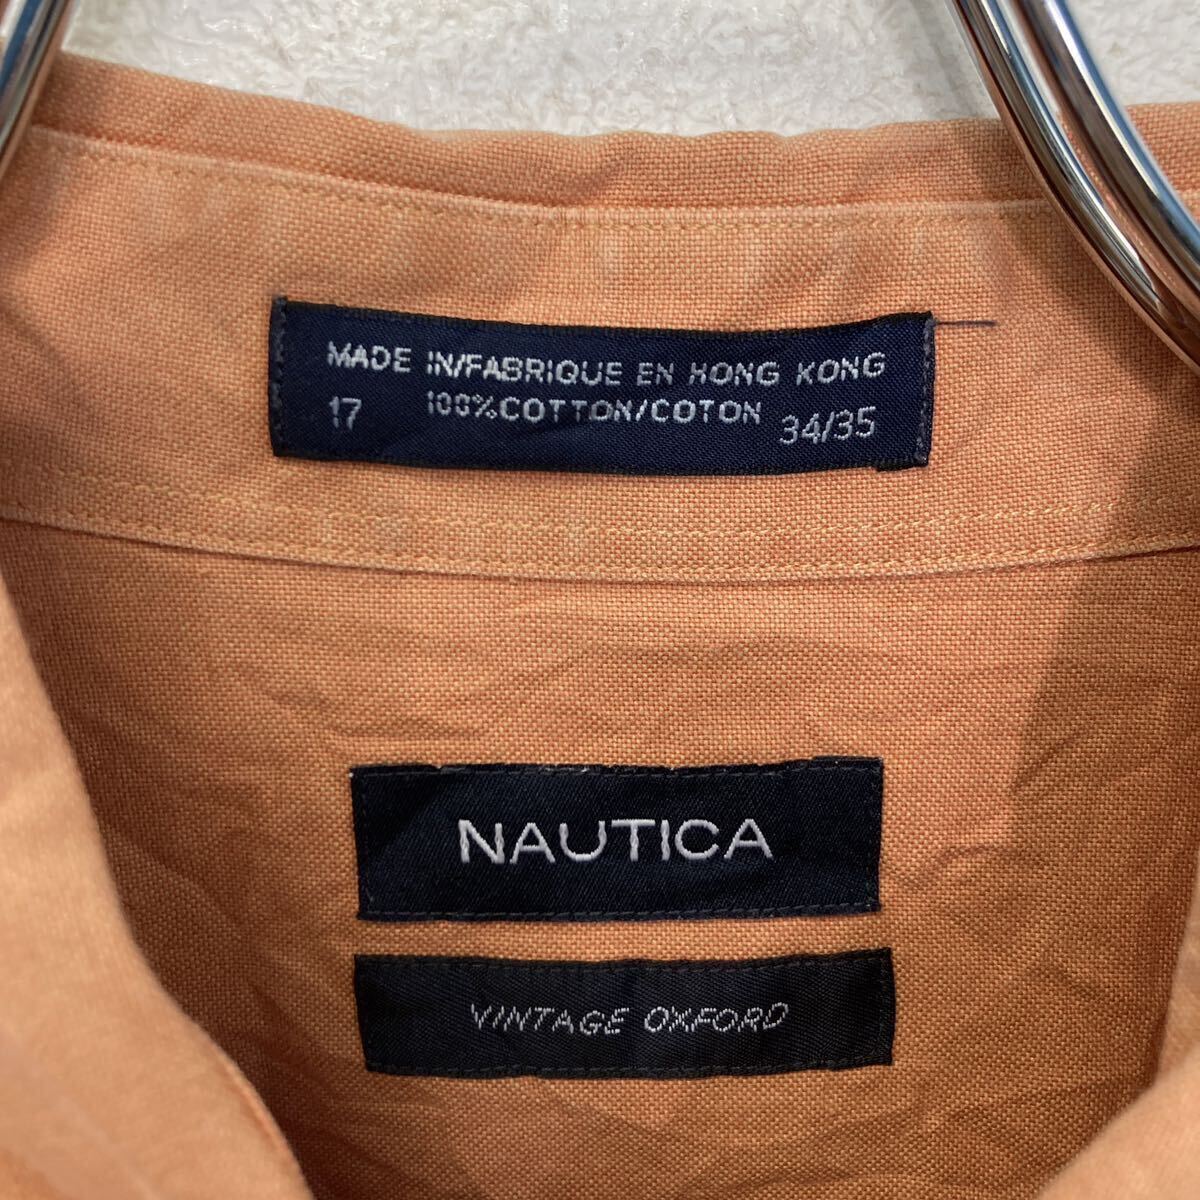 MADE IN/FABRIQUE EN HONG KONG
17 100%COTTON/COTON 34/35
NAUTICA
VINTAGE OXFORD